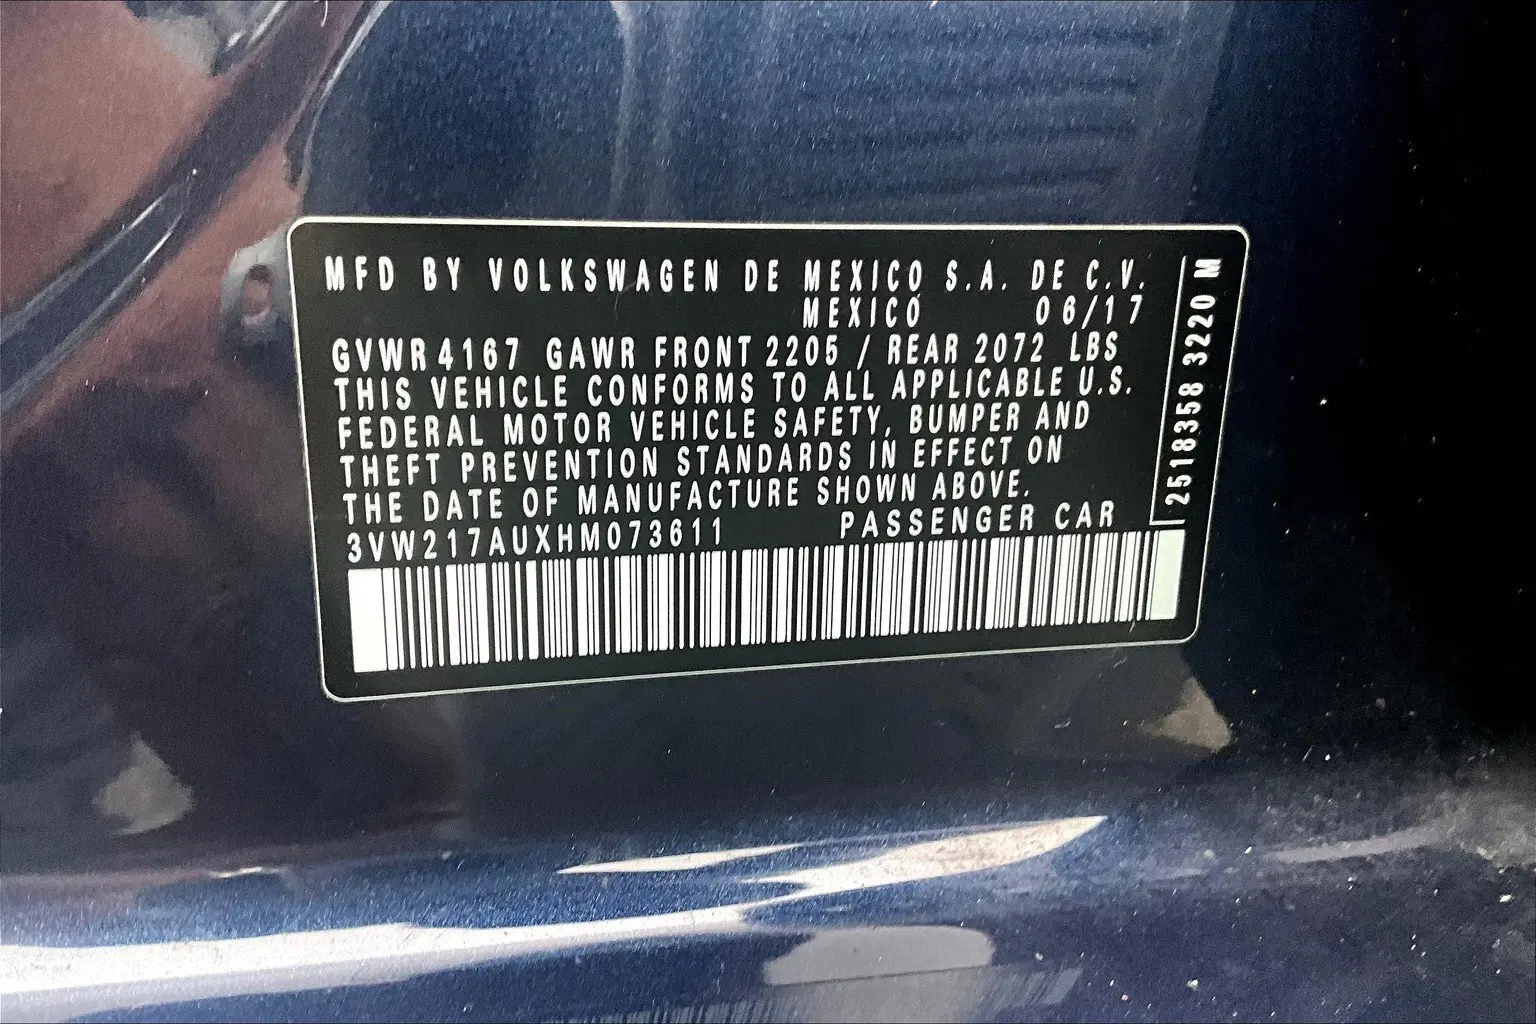 MFD BY VOLKSWAGEN DE MEXICO S.A. DE C.V.
MEXICO 06/17
GVWR 4167 GAWR FRONT 2205 / REAR 2072 LBS
THIS VEHICLE CONFORMS TO ALL APPLICABLE U.S.
FEDERAL MOTOR VEHICLE SAFETY, BUMPER AND
THEFT PREVENTION STANDARDS IN EFFECT ON
THE DATE OF MANUFACTURE SHOWN ABOVE.
3VW217AUXHM073611 PASSENGER CAR
2518358 3220 M